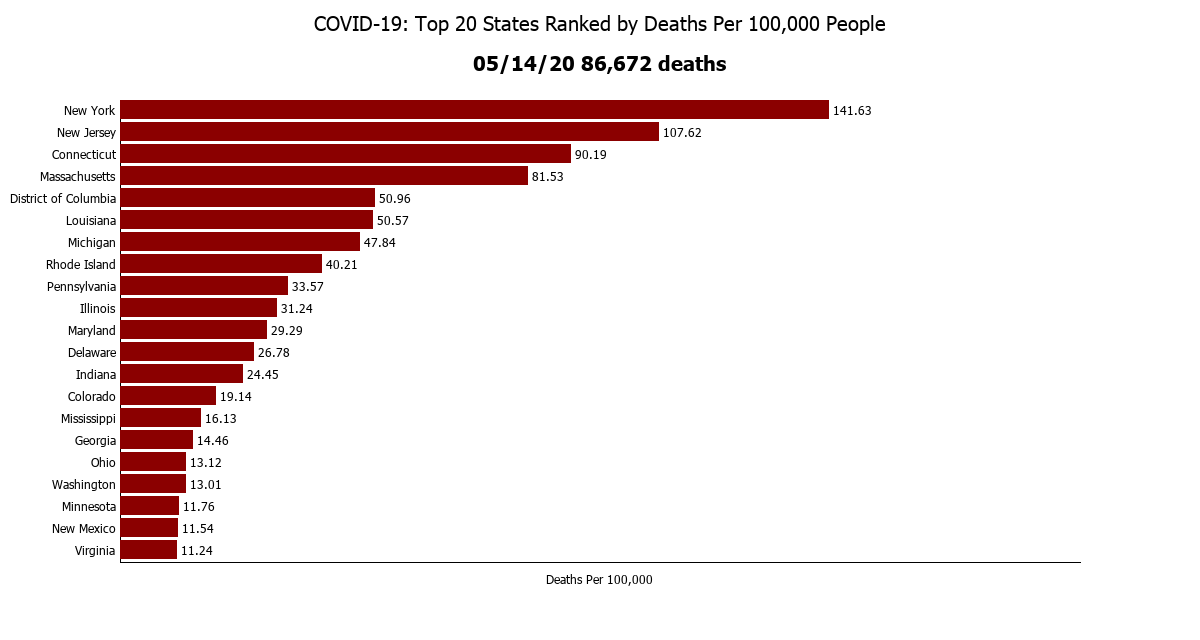 COVID-19: Top 20 States Ranked by Deaths Per 100,000 People
05/14/20 86,672 deaths
New York 141.63
New Jersey 107.62
Connecticut 90.19
Massachusetts 81.53
District of Columbia 50.96
Louisiana 50.57
Michigan 47.84
Rhode Island 40.21
Pennsylvania 33.57
Illinois 31.24
Maryland 29.29
Delaware 26.78
Indiana 24.45
Colorado 19.14
Mississippi 16.13
Georgia 14.46
Ohio 13.12
Washington 13.01
Minnesota 11.76
New Mexico 11.54
Virginia 11.24
Deaths Per 100,000